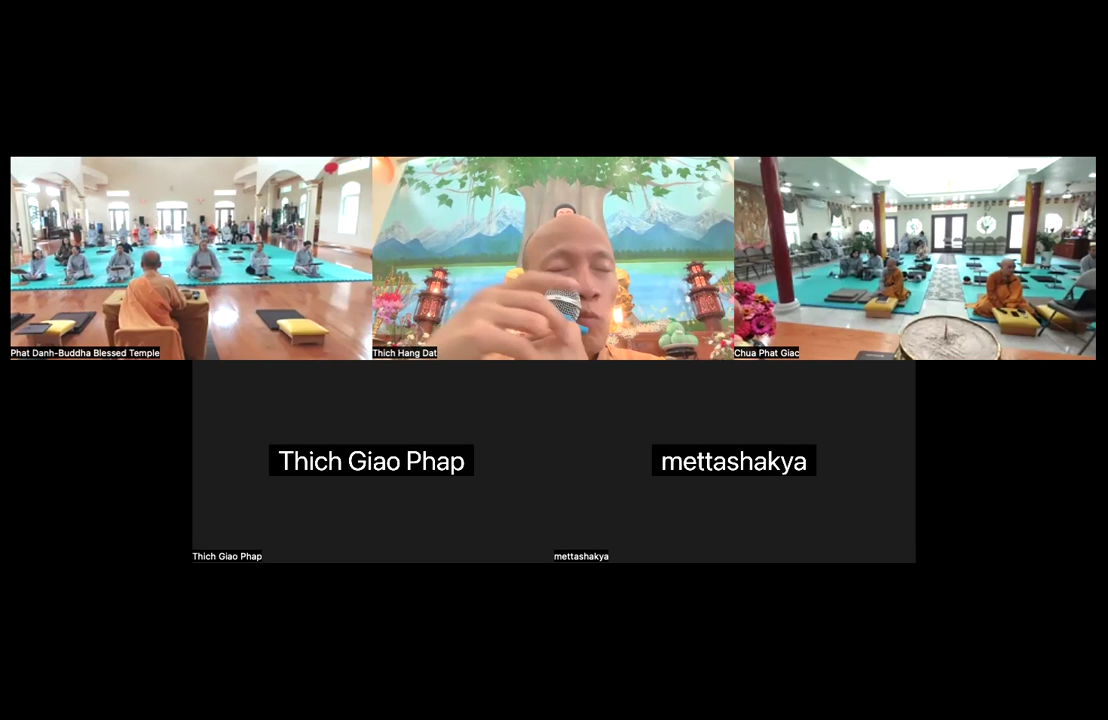 Phat Danh-Buddha Blessed Temple
Thich Hang Dat
Chua Phat Giac
Thich Giao Phap
mettashakya
Thich Giao Phap
mettashakya